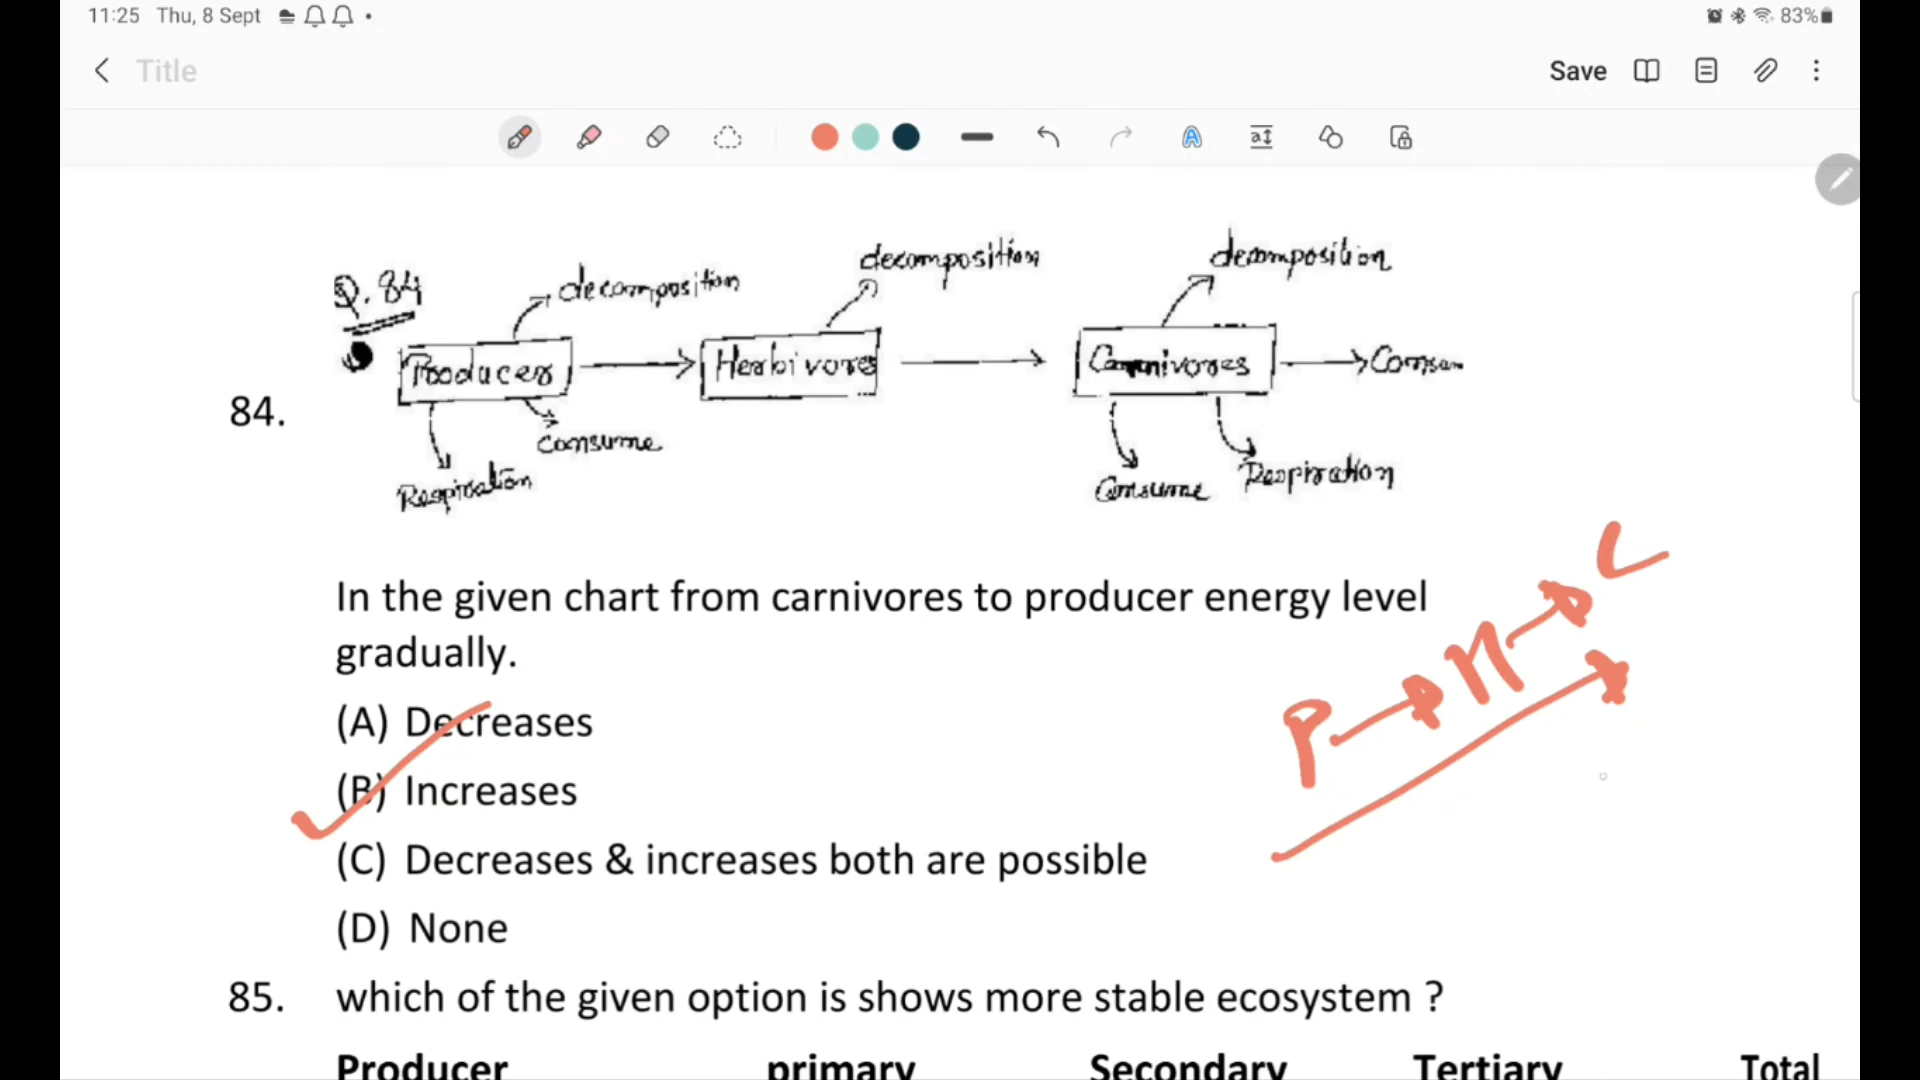 11:25 Thu, 8 Sept 83%
Title Save
decomposition decomposition
Q. 84 decomposition
Producers Herbivores Carnivores
84.
Consume
Respiration Consume Respiration
C
In the given chart from carnivores to producer energy level
gradually.
P H
(A) Decreases
(B) Increases
(C) Decreases & increases both are possible
(D) None
85. which of the given option is shows more stable ecosystem ?
Producer primary Secondary Tertiary Total